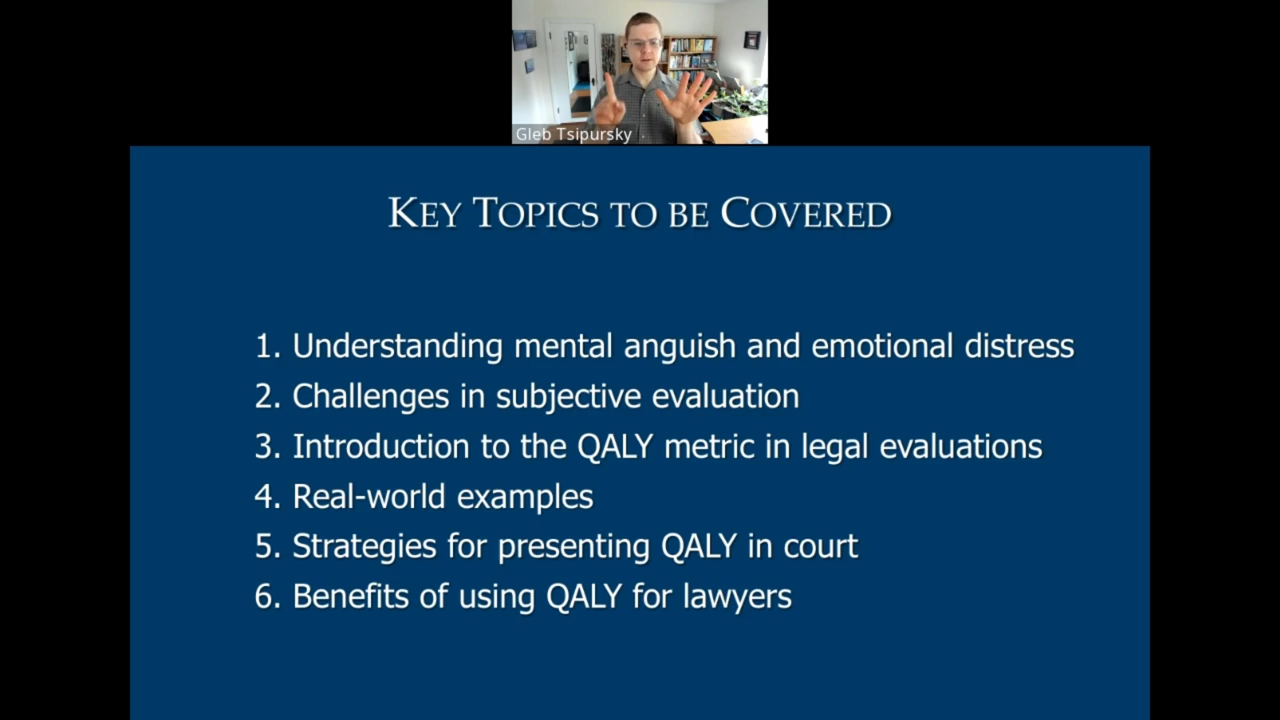 Gleb Tsipursky
KEY TOPICS TO BE COVERED
1. Understanding mental anguish and emotional distress
2. Challenges in subjective evaluation
3. Introduction to the QALY metric in legal evaluations
4. Real-world examples
5. Strategies for presenting QALY in court
6. Benefits of using QALY for lawyers